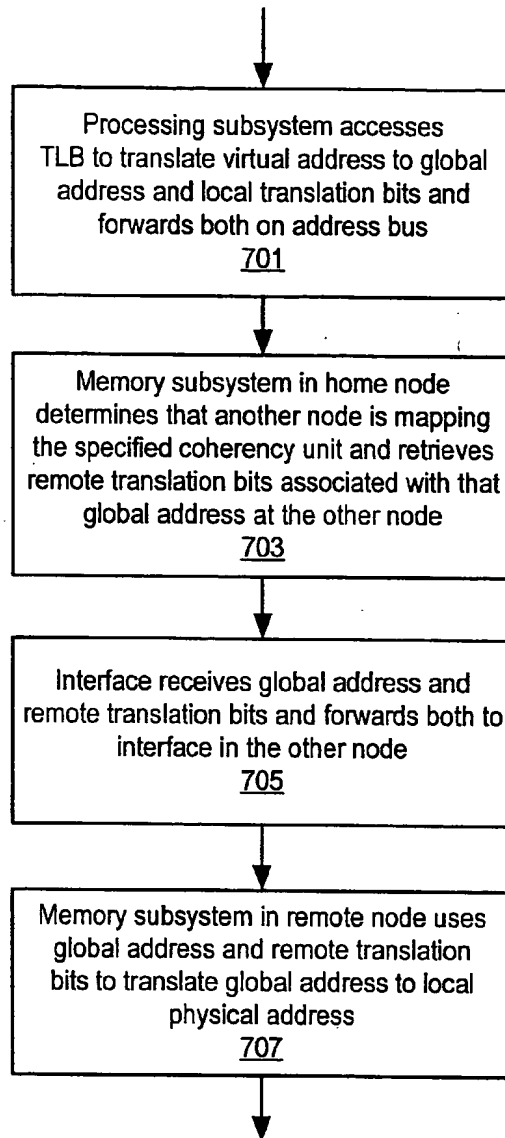 Processing subsystem accesses
TLB to translate virtual address to global
address and local translation bits and
forwards both on address bus
701
Memory subsystem in home node
determines that another node is mapping
the specified coherency unit and retrieves
remote translation bits associated with that
global address at the other node
703
Interface receives global address and
remote translation bits and forwards both to
interface in the other node
705
Memory subsystem in remote node uses
global address and remote translation
bits to translate global address to local
physical address
707